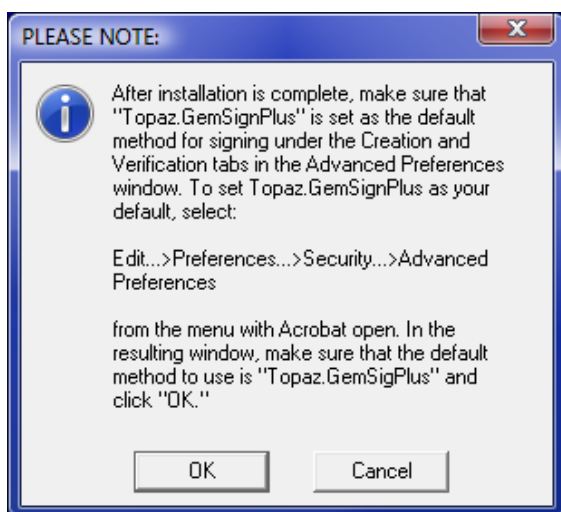 PLEASE NOTE:
After installation is complete, make sure that
"Topaz.GemSignPlus" is set as the default
method for signing under the Creation and
Verification tabs in the Advanced Preferences
window. To set Topaz.GemSignPlus as your
default, select:
Edit...>Preferences...>Security...>Advanced
Preferences
from the menu with Acrobat open. In the
resulting window, make sure that the default
method to use is "Topaz.GemSigPlus" and
click "OK."
OK Cancel